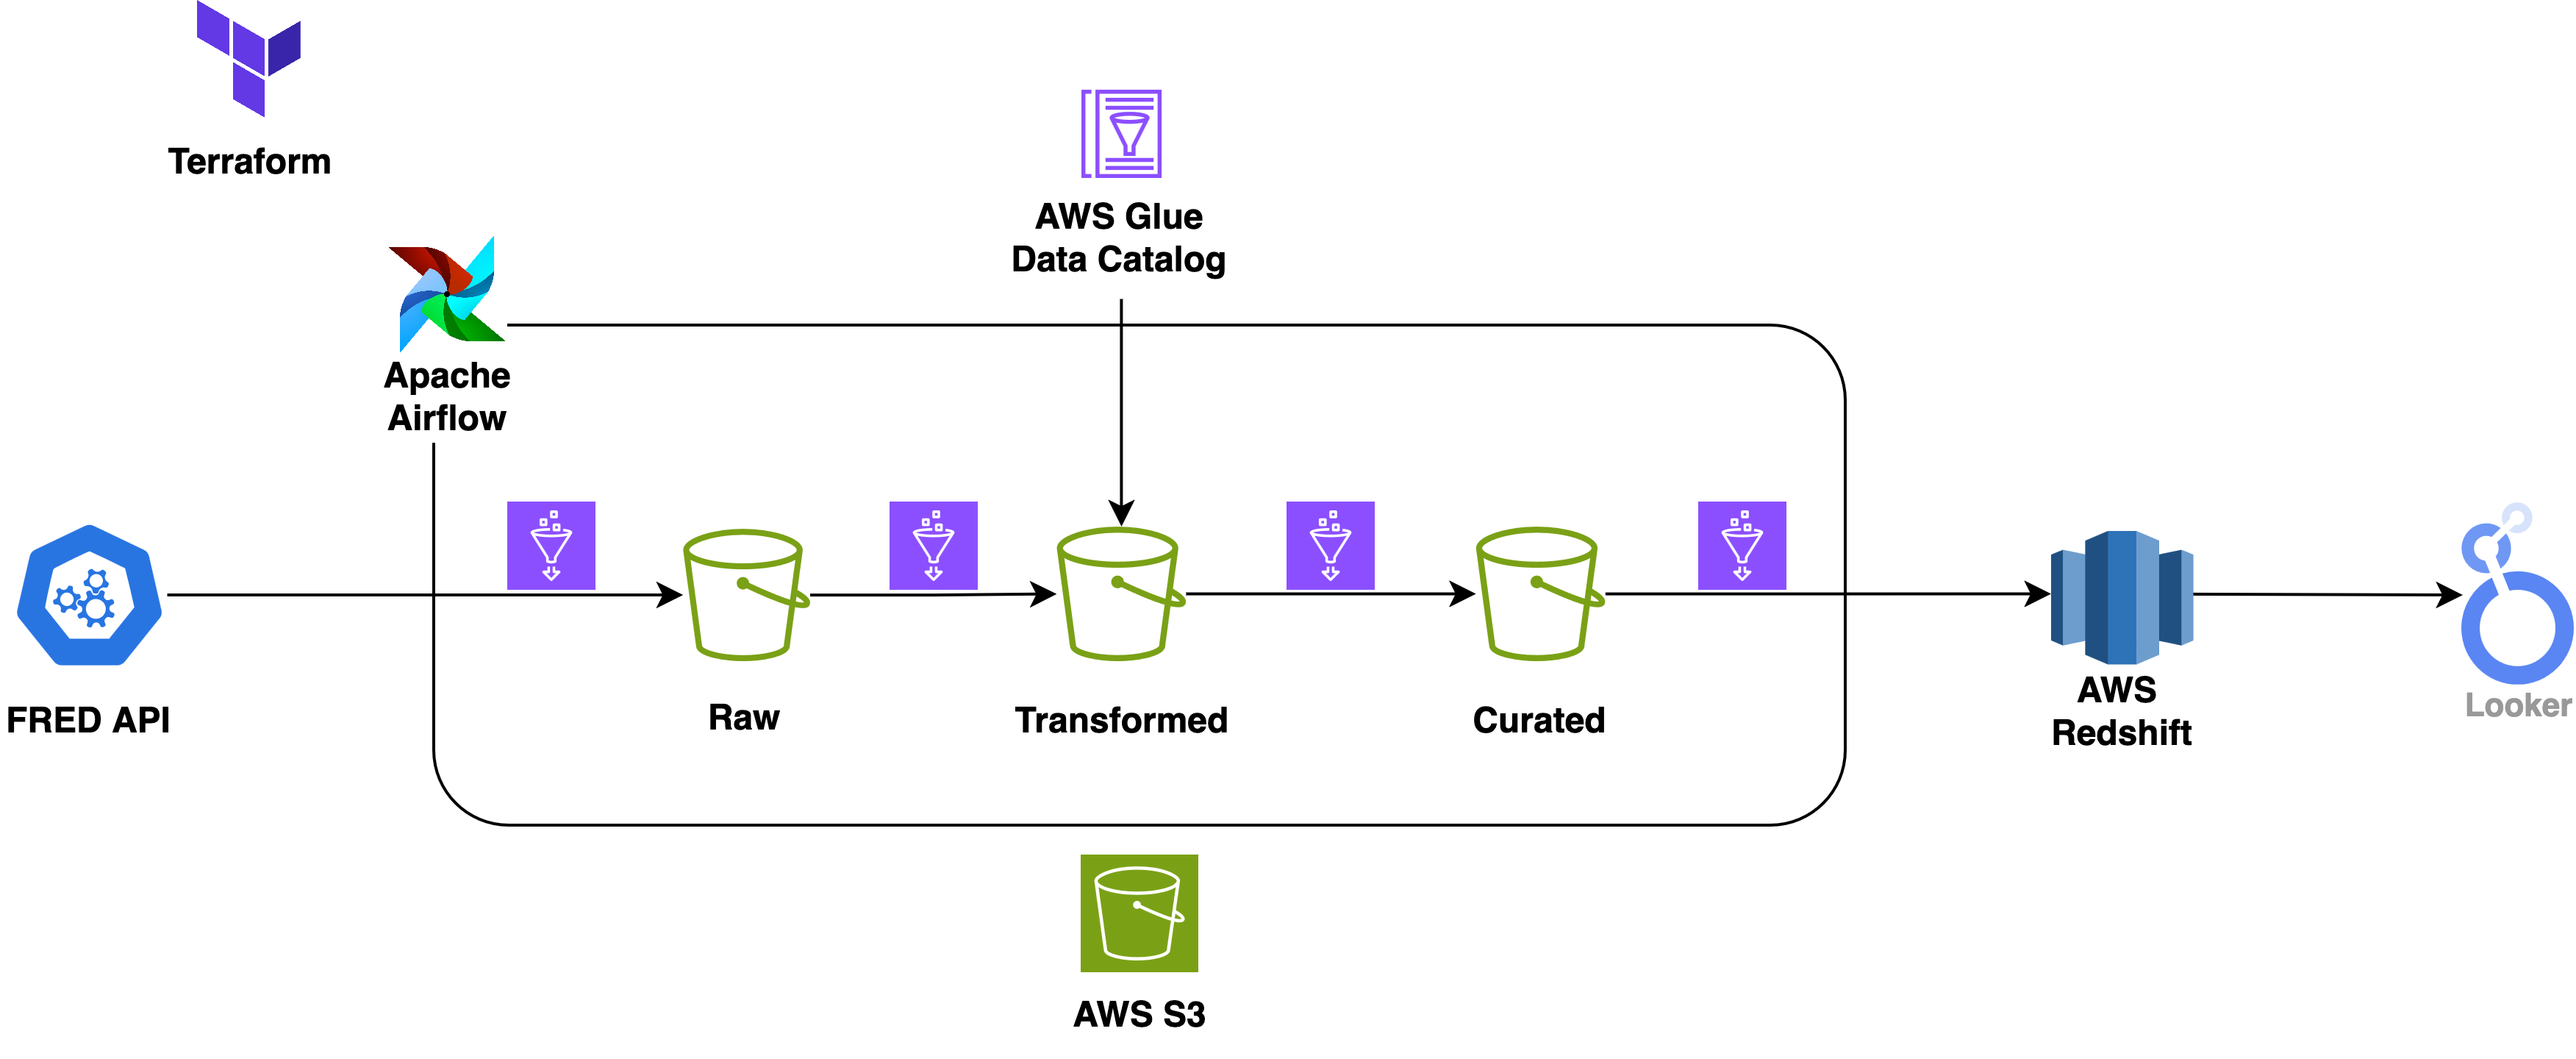 Terraform
AWS Glue
Data Catalog
Apache
Airflow
FRED API
Raw
Transformed
Curated
AWS
Redshift
Looker
AWS S3